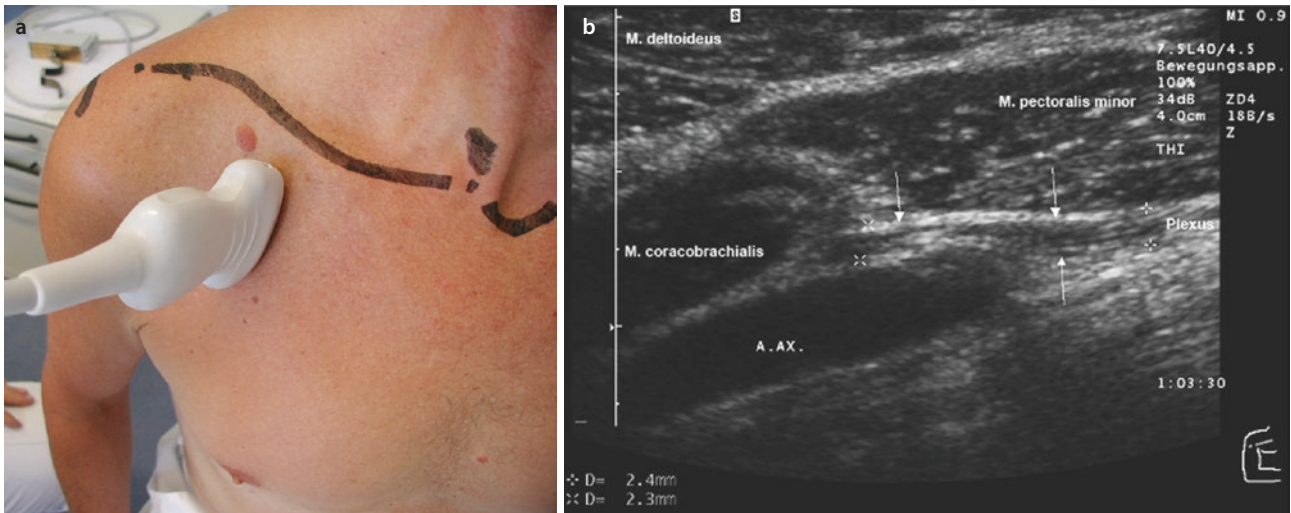 a
b
S
MI 0.9
M. deltoideus
7.5L40/4.5
Bewegungsapp.
100%
34dB ZD4
4.0cm 18B/s
Z
THI
M. pectoralis minor
Plexus
M. coracobrachialis
A.AX.
1:03:30
E
D= 2.4mm
D= 2.3mm